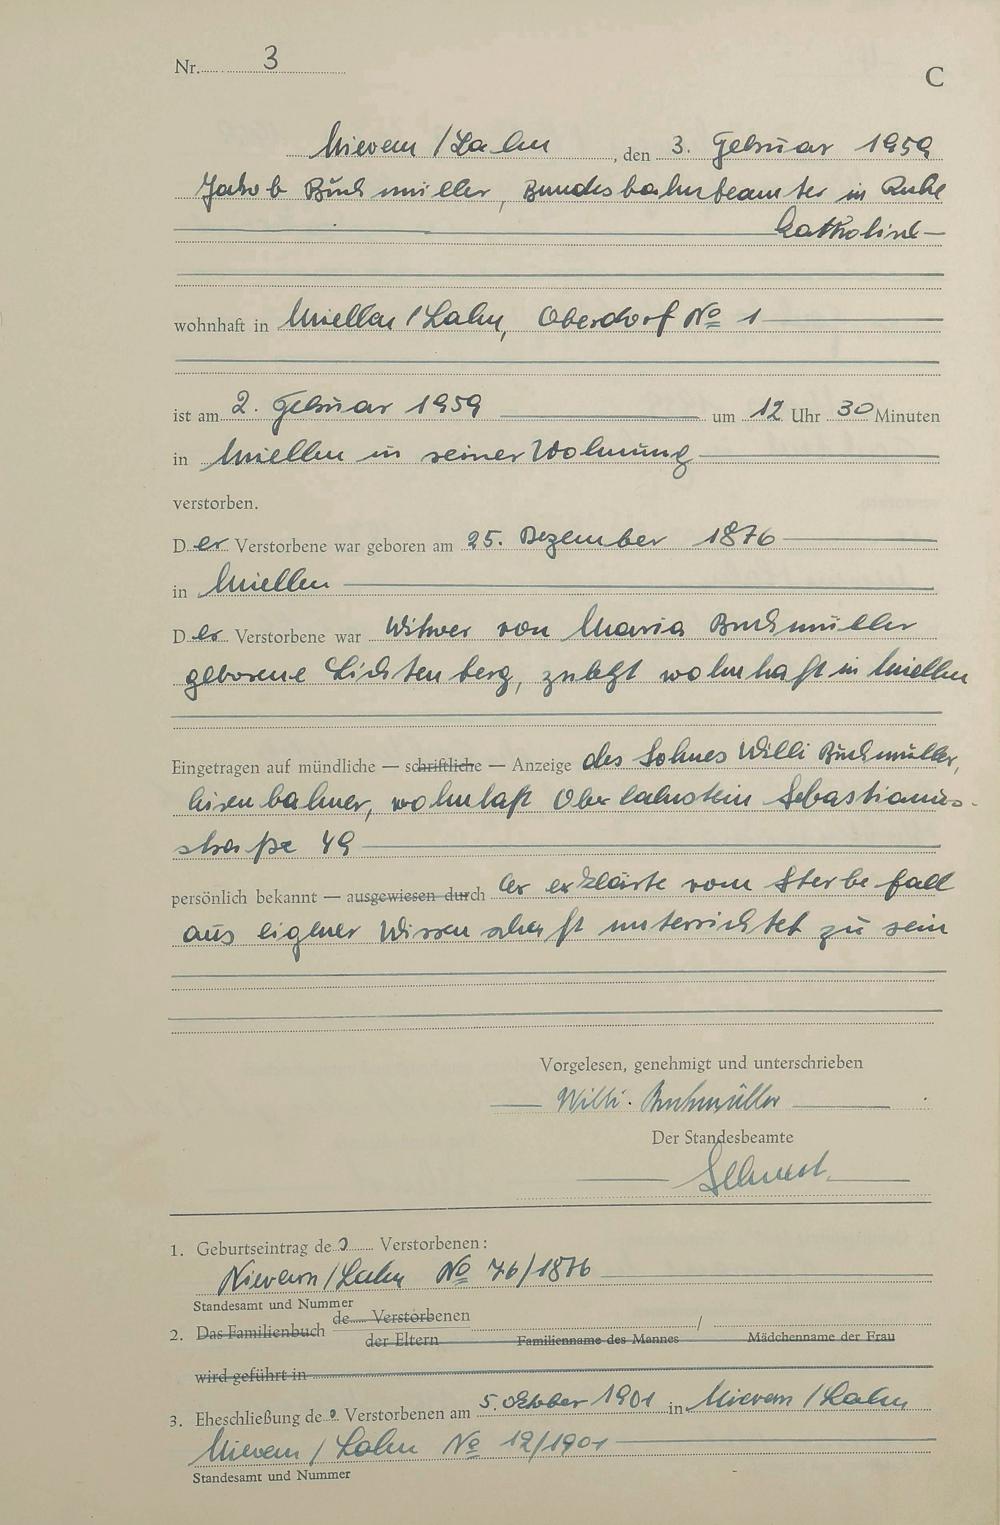 Nr. 3
C
Nievern / Lahn, den 3. Februar 1959
Jakob Buchmüller, Bundesbahnbeamter in Ruhe
katholisch
wohnhaft in Miellen / Lahn, Oberdorf No 1
ist am 2. Februar 1959 um 12 Uhr 30 Minuten
in Miellen in seiner Wohnung
verstorben.
D er Verstorbene war geboren am 25. Dezember 1876
in Miellen
D er Verstorbene war Witwer von Maria Buchmüller
geborene Lichtenberg, zuletzt wohnhaft in Miellen
Eingetragen auf mündliche — schriftliche — Anzeige des Sohnes Willi Buchmüller,
Eisenbahner, wohnhaft Oberlahnstein Sebastianus-
straße 49
persönlich bekannt — ausgewiesen durch Er erklärte vom Sterbefall
aus eigener Wissenschaft unterrichtet zu sein
Vorgelesen, genehmigt und unterschrieben
Willi. Buchmüller
Der Standesbeamte
1. Geburtseintrag de Verstorbenen:
Nievern / Lahn No 76/1876
Standesamt und Nummer
2. Das Familienbuch de Verstorbenen /
der Eltern Familienname des Mannes Mädchenname der Frau
wird geführt in
3. Eheschließung de Verstorbenen am 5. Oktober 1901 in Nievern / Lahn
Nievern / Lahn No 12/1901
Standesamt und Nummer